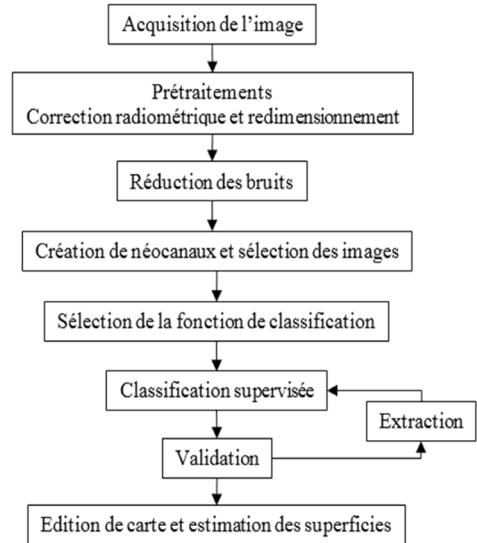 Acquisition de l'image
Prétraitements
Correction radiométrique et redimensionnement
Réduction des bruits
Création de néocanaux et sélection des images
Sélection de la fonction de classification
Classification supervisée
Extraction
Validation
Edition de carte et estimation des superficies